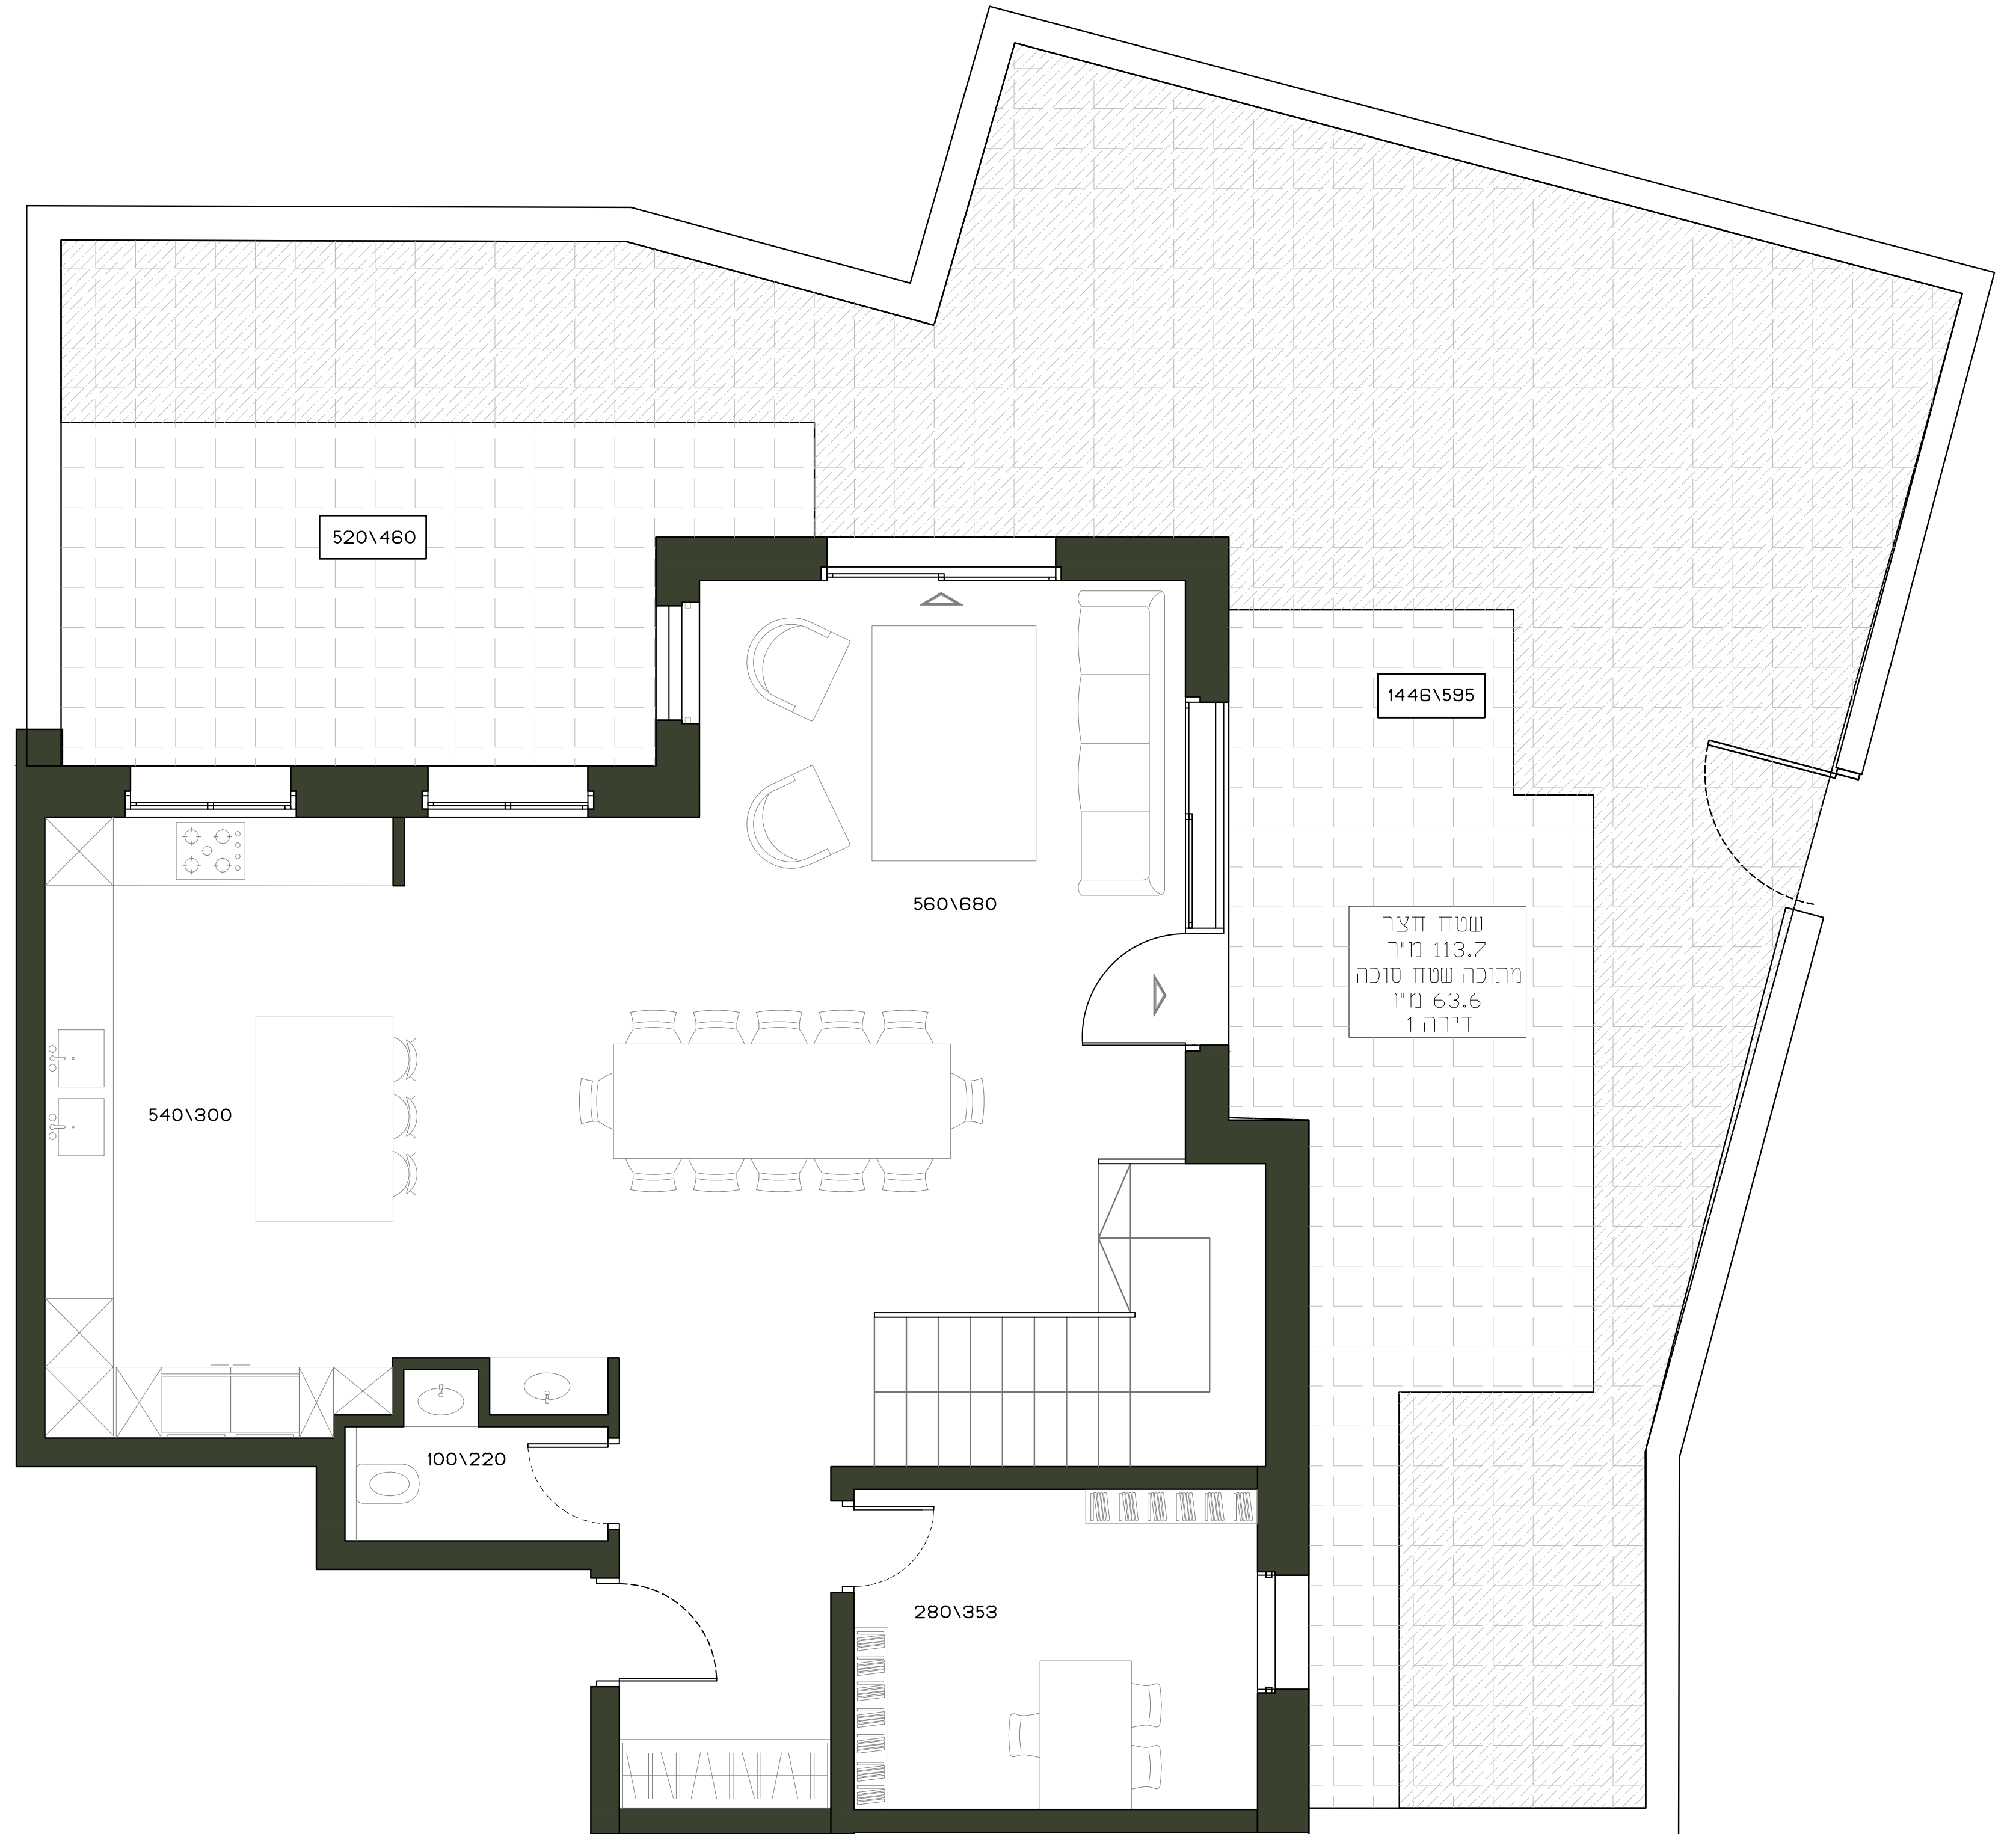 520\460
1446\595
560\680
שטח חצר
113.7 מ"ר
מתוכה שטח סוכה
63.6 מ"ר
דירה 1
540\300
100\220
280\353